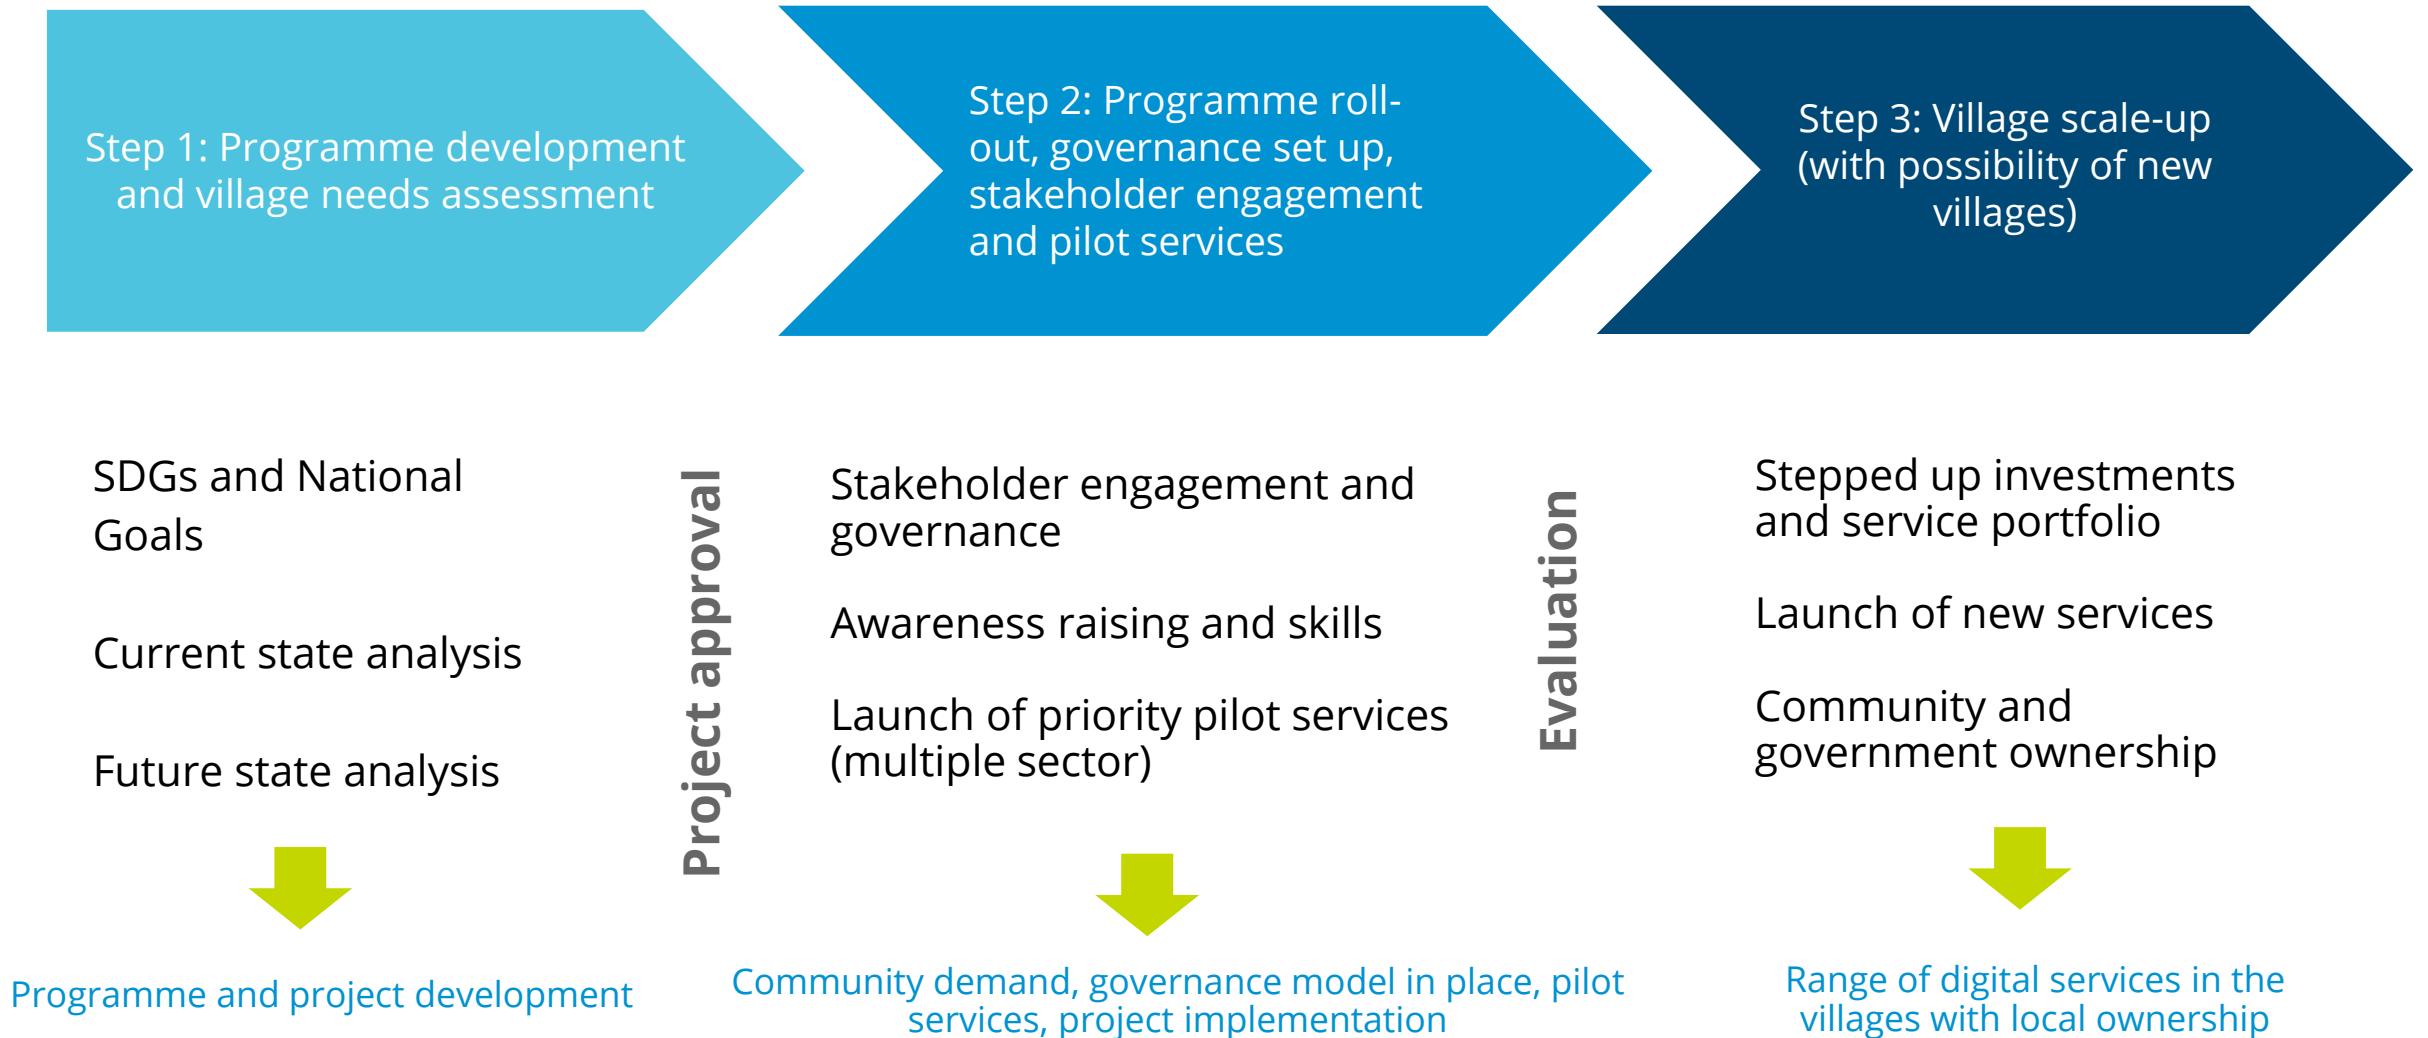 Step 1: Programme development
and village needs assessment
Step 2: Programme roll-
out, governance set up,
stakeholder engagement
and pilot services
Step 3: Village scale-up
(with possibility of new
villages)
SDGs and National
Goals
Current state analysis
Future state analysis
Programme and project development
Project approval
Stakeholder engagement and
governance
Awareness raising and skills
Launch of priority pilot services
(multiple sector)
Community demand, governance model in place, pilot
services, project implementation
Evaluation
Stepped up investments
and service portfolio
Launch of new services
Community and
government ownership
Range of digital services in the
villages with local ownership